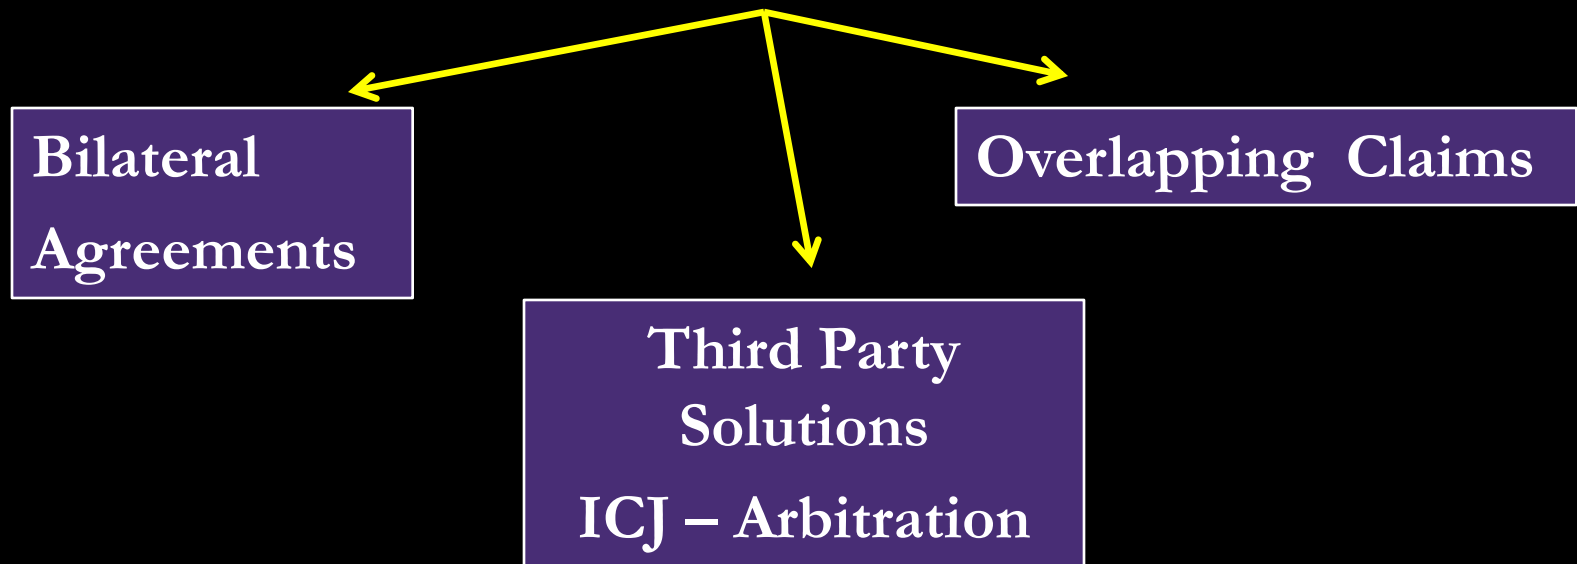 Bilateral
Agreements
Overlapping Claims
Third Party
Solutions
ICJ – Arbitration